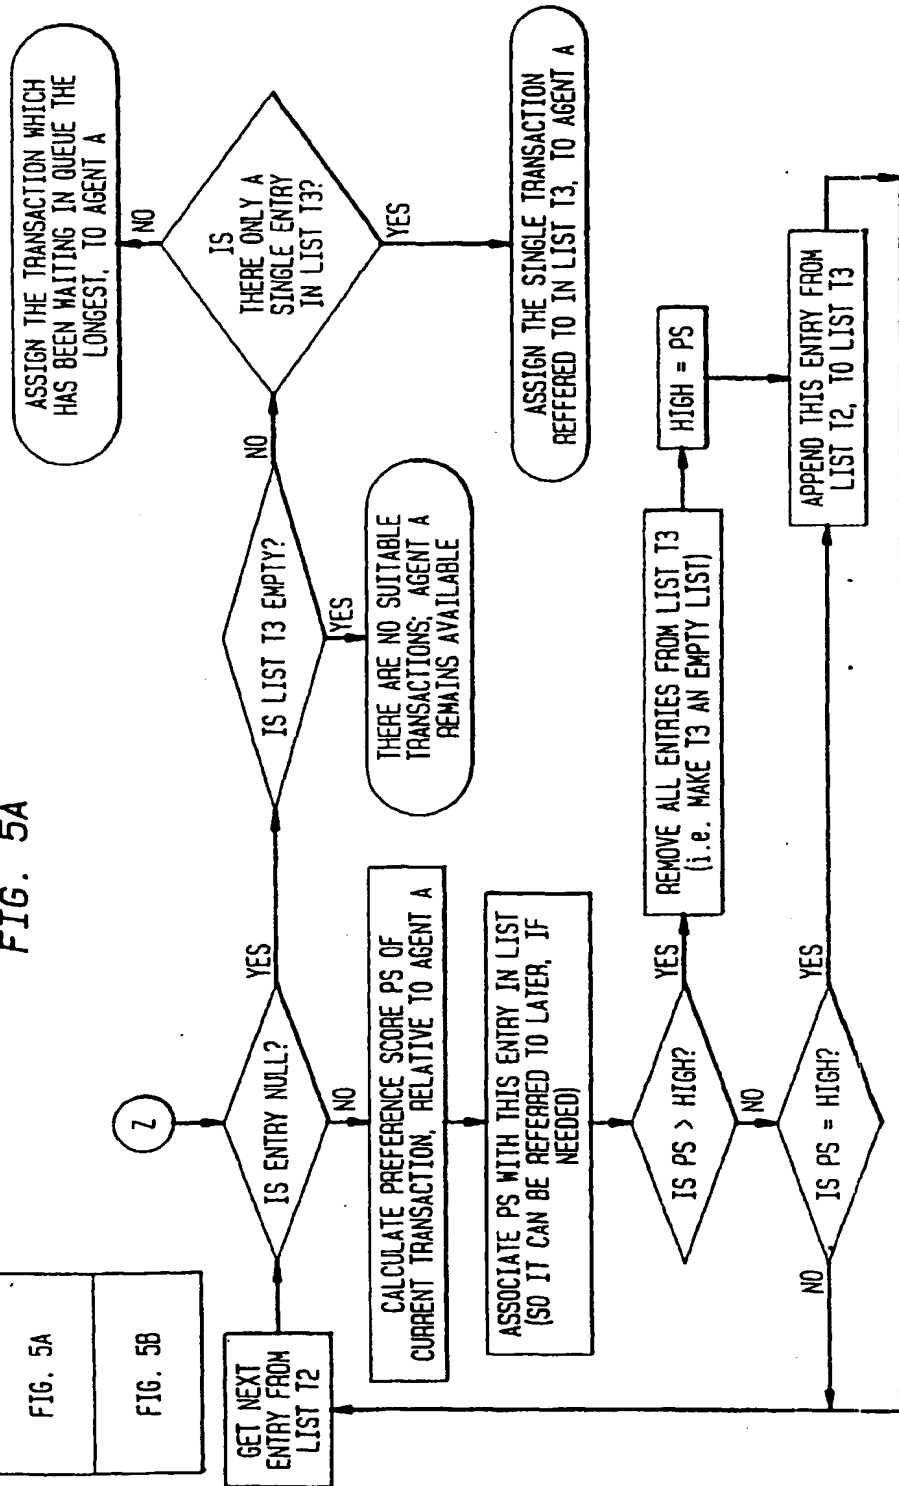 FIG. 5A
FIG. 5A
FIG. 5B
Z
GET NEXT
ENTRY FROM
LIST T2
IS ENTRY NULL?
YES
NO
IS LIST T3 EMPTY?
NO
YES
IS
THERE ONLY A
SINGLE ENTRY
IN LIST T3?
NO
YES
ASSIGN THE TRANSACTION WHICH
HAS BEEN WAITING IN QUEUE THE
LONGEST, TO AGENT A
THERE ARE NO SUITABLE
TRANSACTIONS; AGENT A
REMAINS AVAILABLE
ASSIGN THE SINGLE TRANSACTION
REFFERED TO IN LIST T3, TO AGENT A
CALCULATE PREFERENCE SCORE PS OF
CURRENT TRANSACTION, RELATIVE TO AGENT A
ASSOCIATE PS WITH THIS ENTRY IN LIST
(SO IT CAN BE REFERRED TO LATER, IF
NEEDED)
IS PS > HIGH?
YES
NO
REMOVE ALL ENTRIES FROM LIST T3
(i.e. MAKE T3 AN EMPTY LIST)
HIGH = PS
IS PS = HIGH?
YES
NO
APPEND THIS ENTRY FROM
LIST T2, TO LIST T3